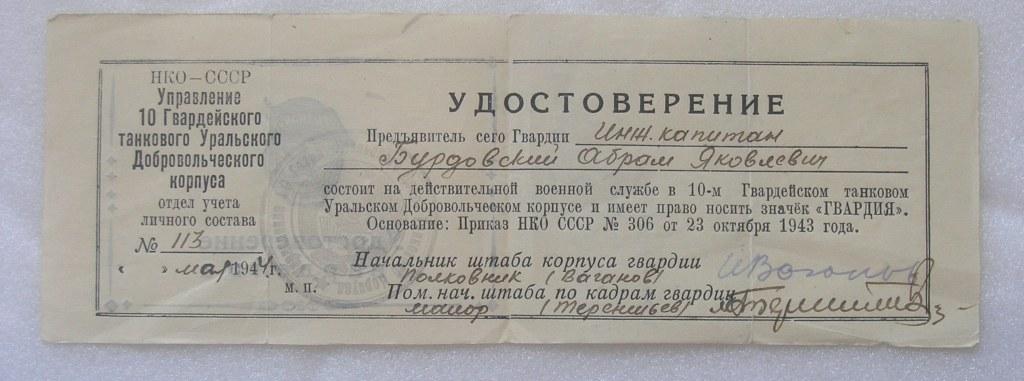 НКО-СССР
Управление
10 Гвардейского
танкового Уральского
Добровольческого
корпуса
отдел учета
личного состава
№ 113
« » март 1944 г.
м. п.
УДОСТОВЕРЕНИЕ
Предъявитель сего Гвардии Инж. капитан
Бурдовский Абрам Яковлевич
состоит на действительной военной службе в 10-м Гвардейском танковом
Уральском Добровольческом корпусе и имеет право носить значёк «ГВАРДИЯ».
Основание: Приказ НКО СССР № 306 от 23 октября 1943 года.
Начальник штаба корпуса гвардии
Полковник (Ваганов)
Пом. нач. штаба по кадрам гвардии
майор (Терентьев)